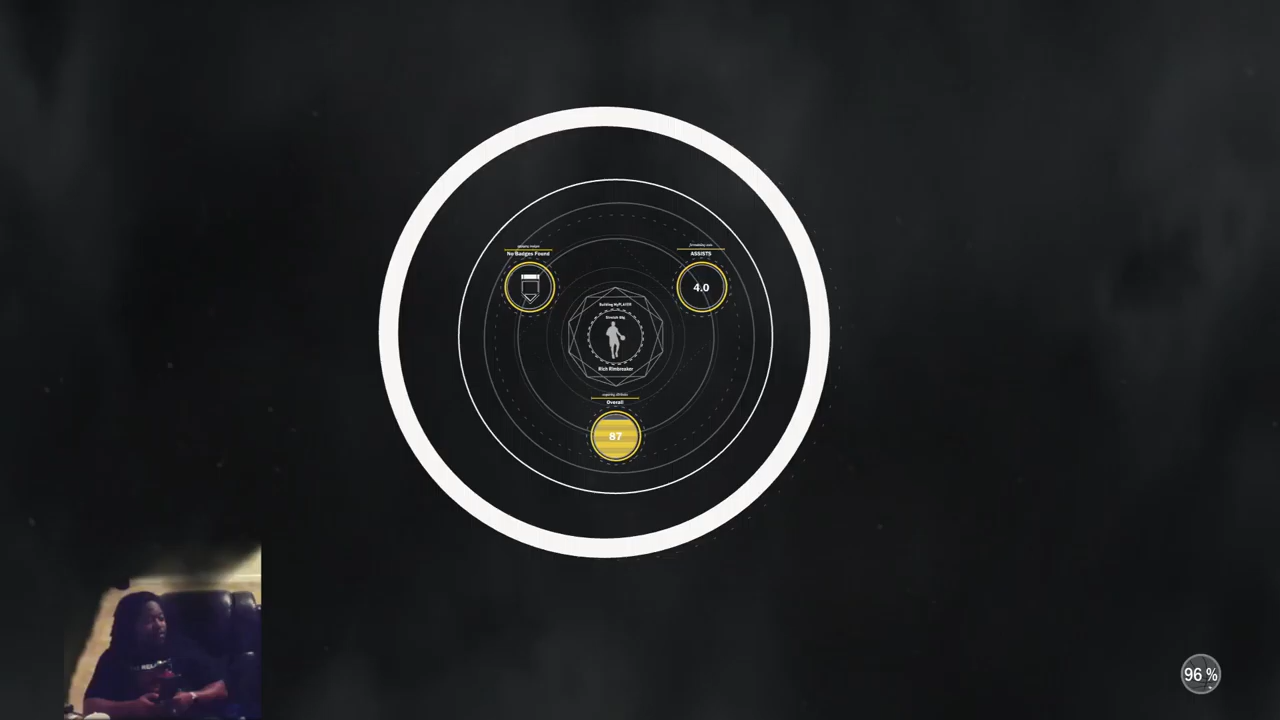 No Badges Found
ASSISTS
4.0
Building MyPLAYER
Stretch Big
Rich Rimbreaker
Overall
87
96 %